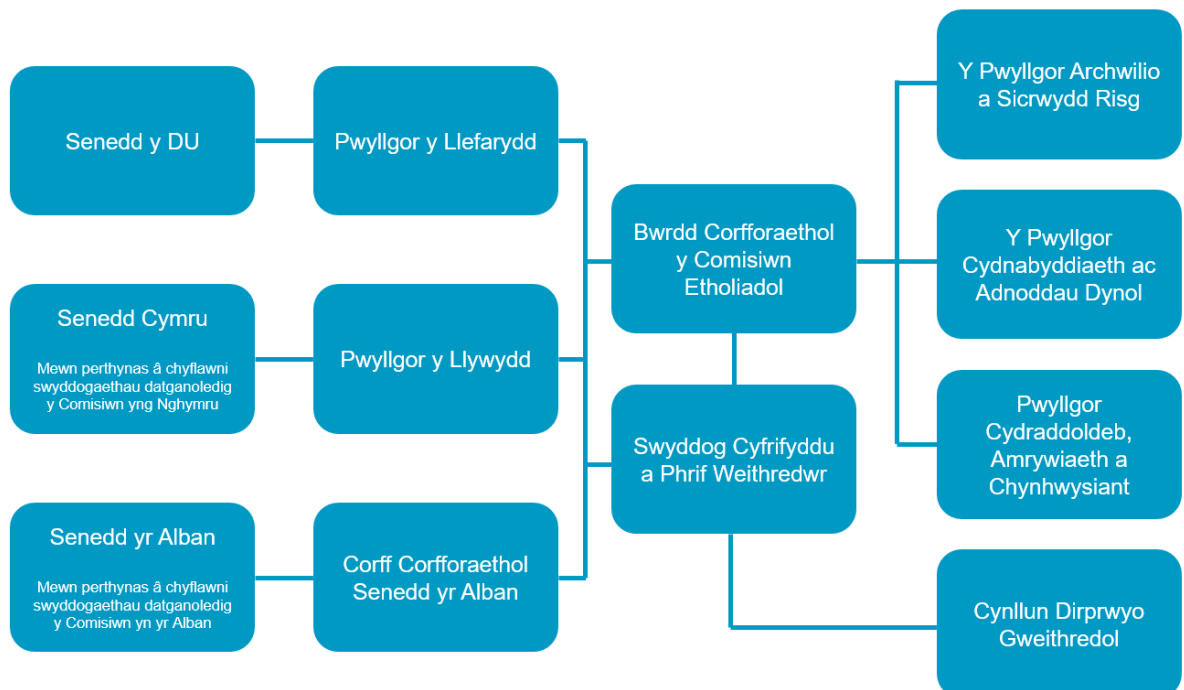 Senedd y DU
Pwyllgor y Llefarydd
Senedd Cymru
Mewn perthynas â chyflawni
swyddogaethau datganoledig
y Comisiwn yng Nghymru
Pwyllgor y Llywydd
Senedd yr Alban
Mewn perthynas â chyflawni
swyddogaethau datganoledig
y Comisiwn yn yr Alban
Corff Corfforaethol
Senedd yr Alban
Bwrdd Corfforaethol
y Comisiwn
Etholiadol
Swyddog Cyfrifyddu
a Phrif Weithredwr
Y Pwyllgor Archwilio
a Sicrwydd Risg
Y Pwyllgor
Cydnabyddiaeth ac
Adnoddau Dynol
Pwyllgor
Cydraddoldeb,
Amrywiaeth a
Chynhwysiant
Cynllun Dirprwyo
Gweithredol